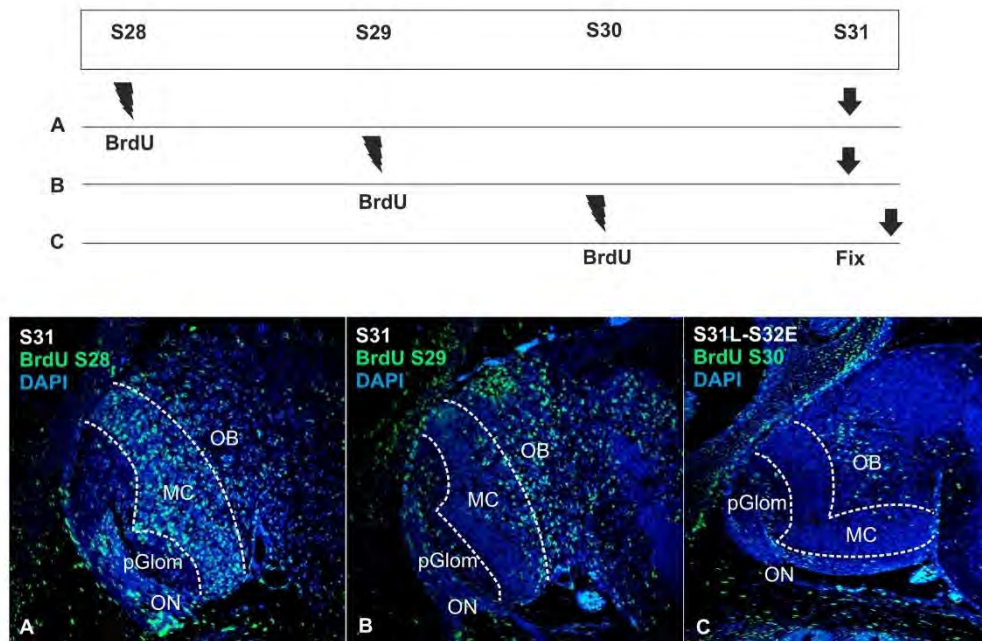 S28 S29 S30 S31
A
BrdU
B
BrdU
C
BrdU Fix
S31
BrdU S28
DAPI
OB
MC
pGlom
ON
A
S31
BrdU S29
DAPI
OB
MC
pGlom
ON
B
S31L-S32E
BrdU S30
DAPI
OB
pGlom
MC
ON
C